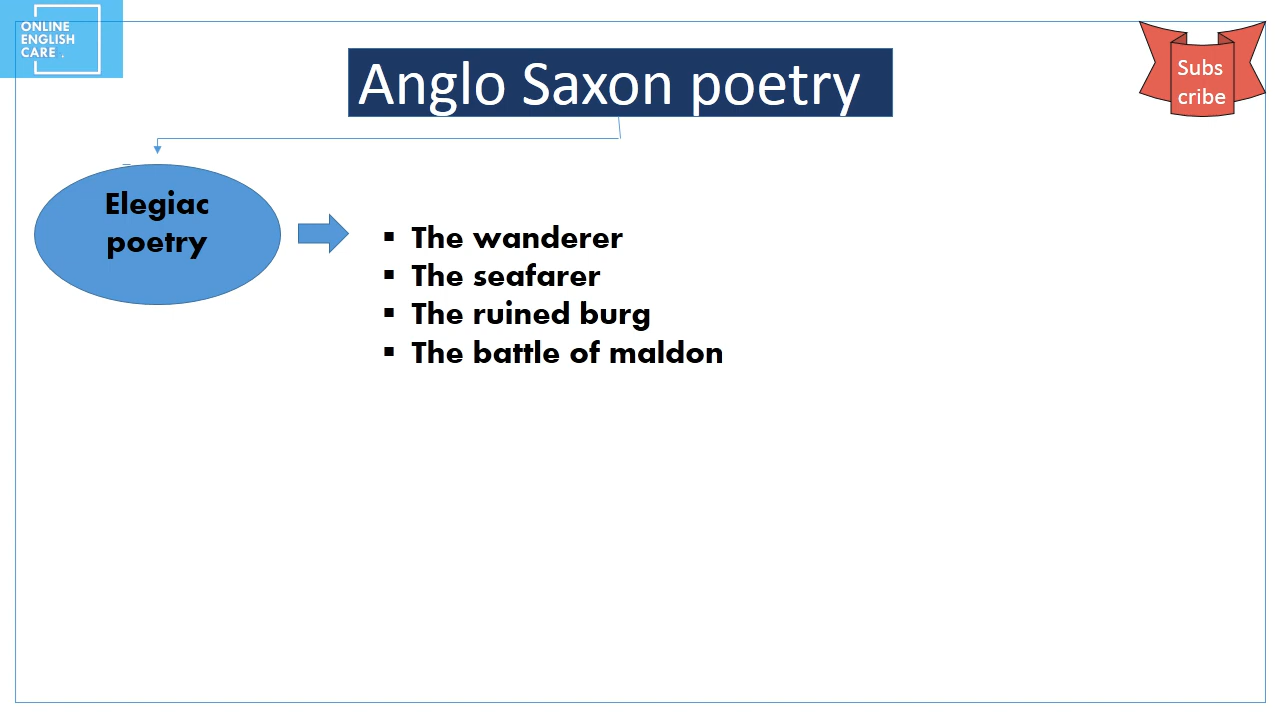 ONLINE
ENGLISH
CARE .
Anglo Saxon poetry
Subs
cribe
Elegiac
poetry
▪ The wanderer
▪ The seafarer
▪ The ruined burg
▪ The battle of maldon